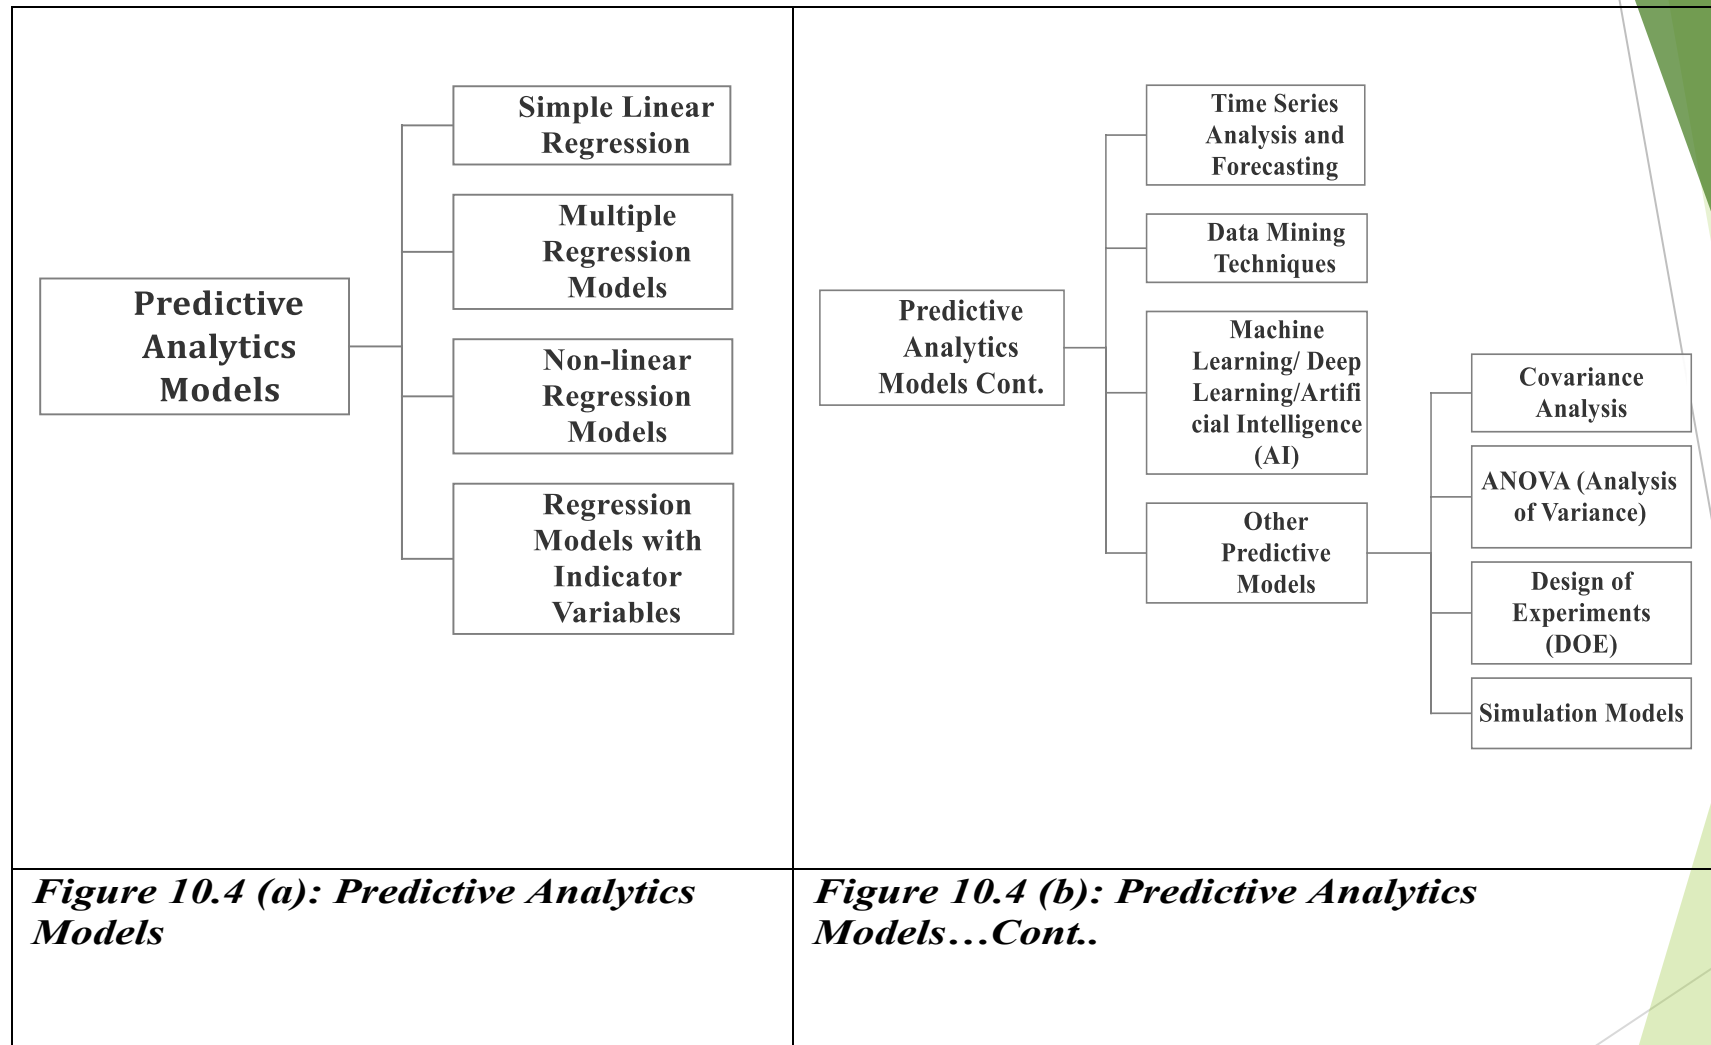 Predictive
Analytics
Models
Simple Linear
Regression
Multiple
Regression
Models
Non-linear
Regression
Models
Regression
Models with
Indicator
Variables
Figure 10.4 (a): Predictive Analytics
Models
Predictive
Analytics
Models Cont.
Time Series
Analysis and
Forecasting
Data Mining
Techniques
Machine
Learning/ Deep
Learning/Artifi
cial Intelligence
(AI)
Other
Predictive
Models
Covariance
Analysis
ANOVA (Analysis
of Variance)
Design of
Experiments
(DOE)
Simulation Models
Figure 10.4 (b): Predictive Analytics
Models…Cont..